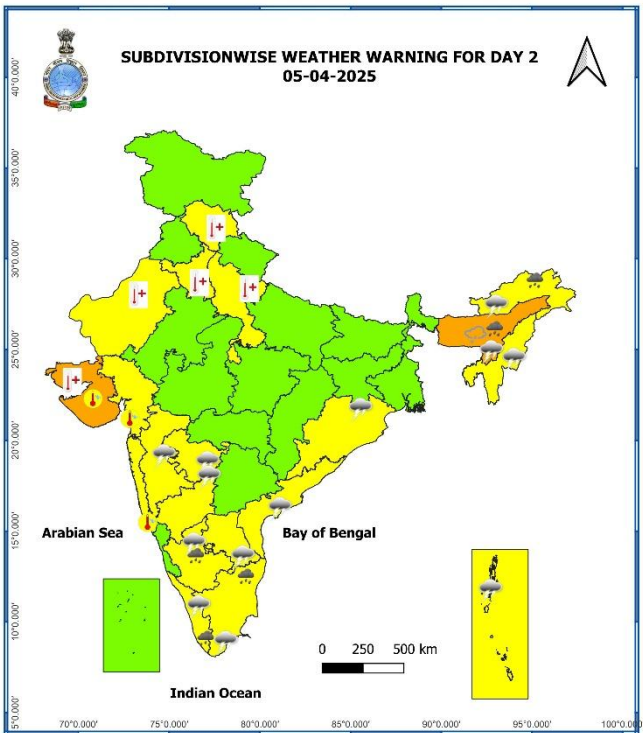 SUBDIVISIONWISE WEATHER WARNING FOR DAY 2
05-04-2025
40°0.000'
35°0.000'
30°0.000'
25°0.000'
20°0.000'
15°0.000'
10°0.000'
5°0.000'
Arabian Sea
Bay of Bengal
0 250 500 km
Indian Ocean
70°0.000' 75°0.000' 80°0.000' 85°0.000' 90°0.000' 95°0.000' 100°0.000'